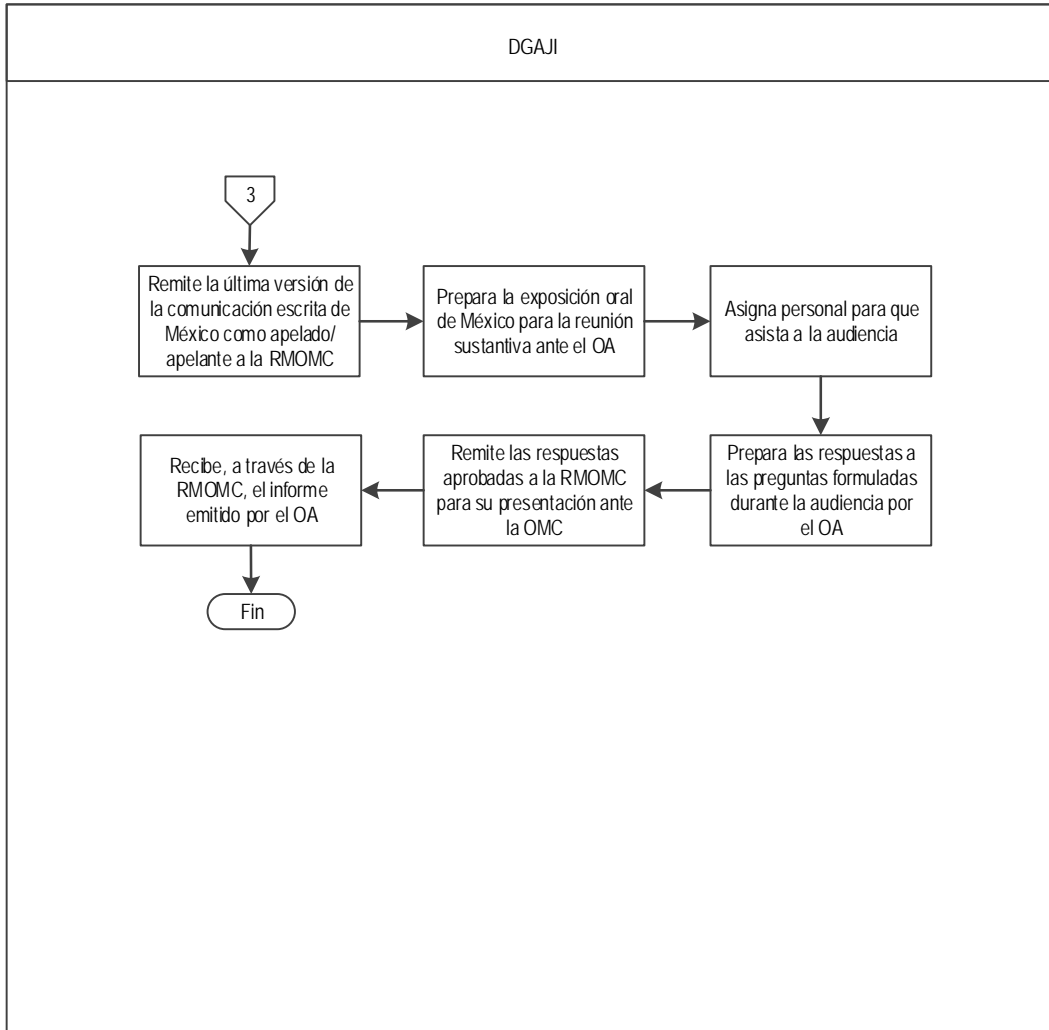 DGAJI
3
Remite la última versión de
la comunicación escrita de
México como apelado/
apelante a la RMOMC
Prepara la exposición oral
de México para la reunión
sustantiva ante el OA
Asigna personal para que
asista a la audiencia
Prepara las respuestas a
las preguntas formuladas
durante la audiencia por
el OA
Remite las respuestas
aprobadas a la RMOMC
para su presentación ante
la OMC
Recibe, a través de la
RMOMC, el informe
emitido por el OA
Fin